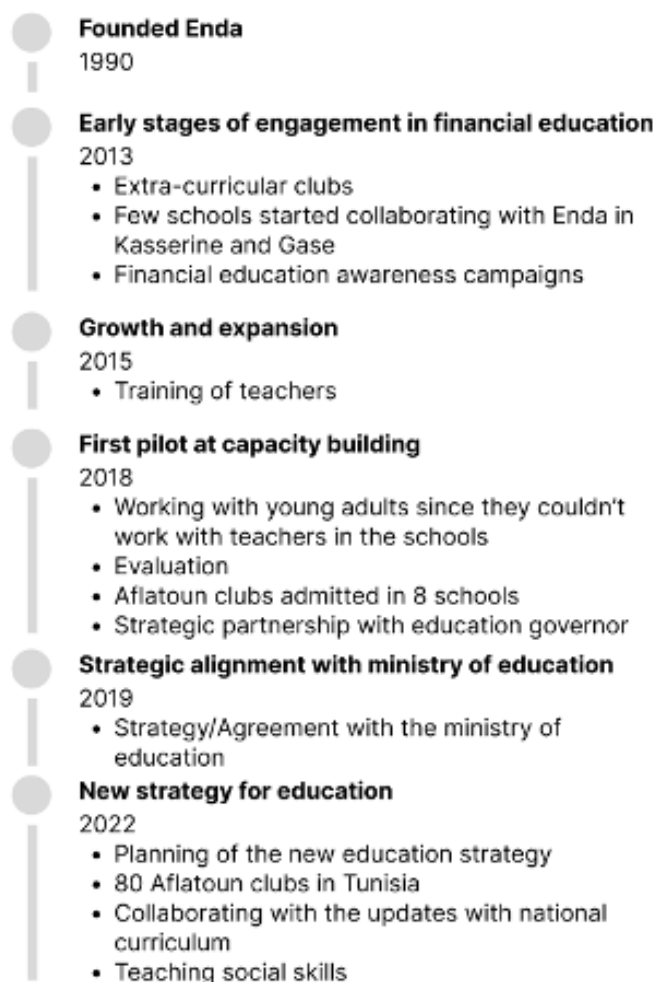 Founded Enda
1990
Early stages of engagement in financial education
2013
• Extra-curricular clubs
• Few schools started collaborating with Enda in
Kasserine and Gase
• Financial education awareness campaigns
Growth and expansion
2015
• Training of teachers
First pilot at capacity building
2018
• Working with young adults since they couldn't
work with teachers in the schools
• Evaluation
• Aflatoun clubs admitted in 8 schools
• Strategic partnership with education governor
Strategic alignment with ministry of education
2019
• Strategy/Agreement with the ministry of
education
New strategy for education
2022
• Planning of the new education strategy
• 80 Aflatoun clubs in Tunisia
• Collaborating with the updates with national
curriculum
• Teaching social skills